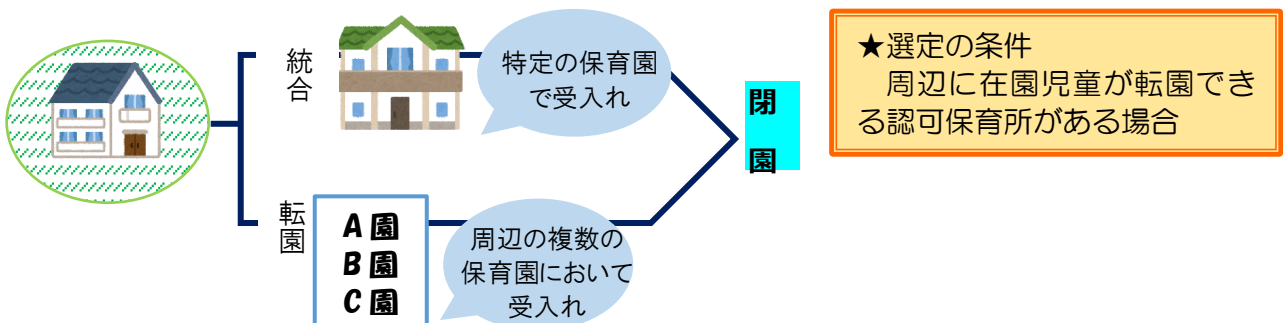 統合
特定の保育園
で受入れ
転園
A園
B園
C園
周辺の複数の
保育園において
受入れ
閉
園
★選定の条件
　周辺に在園児童が転園でき
る認可保育所がある場合